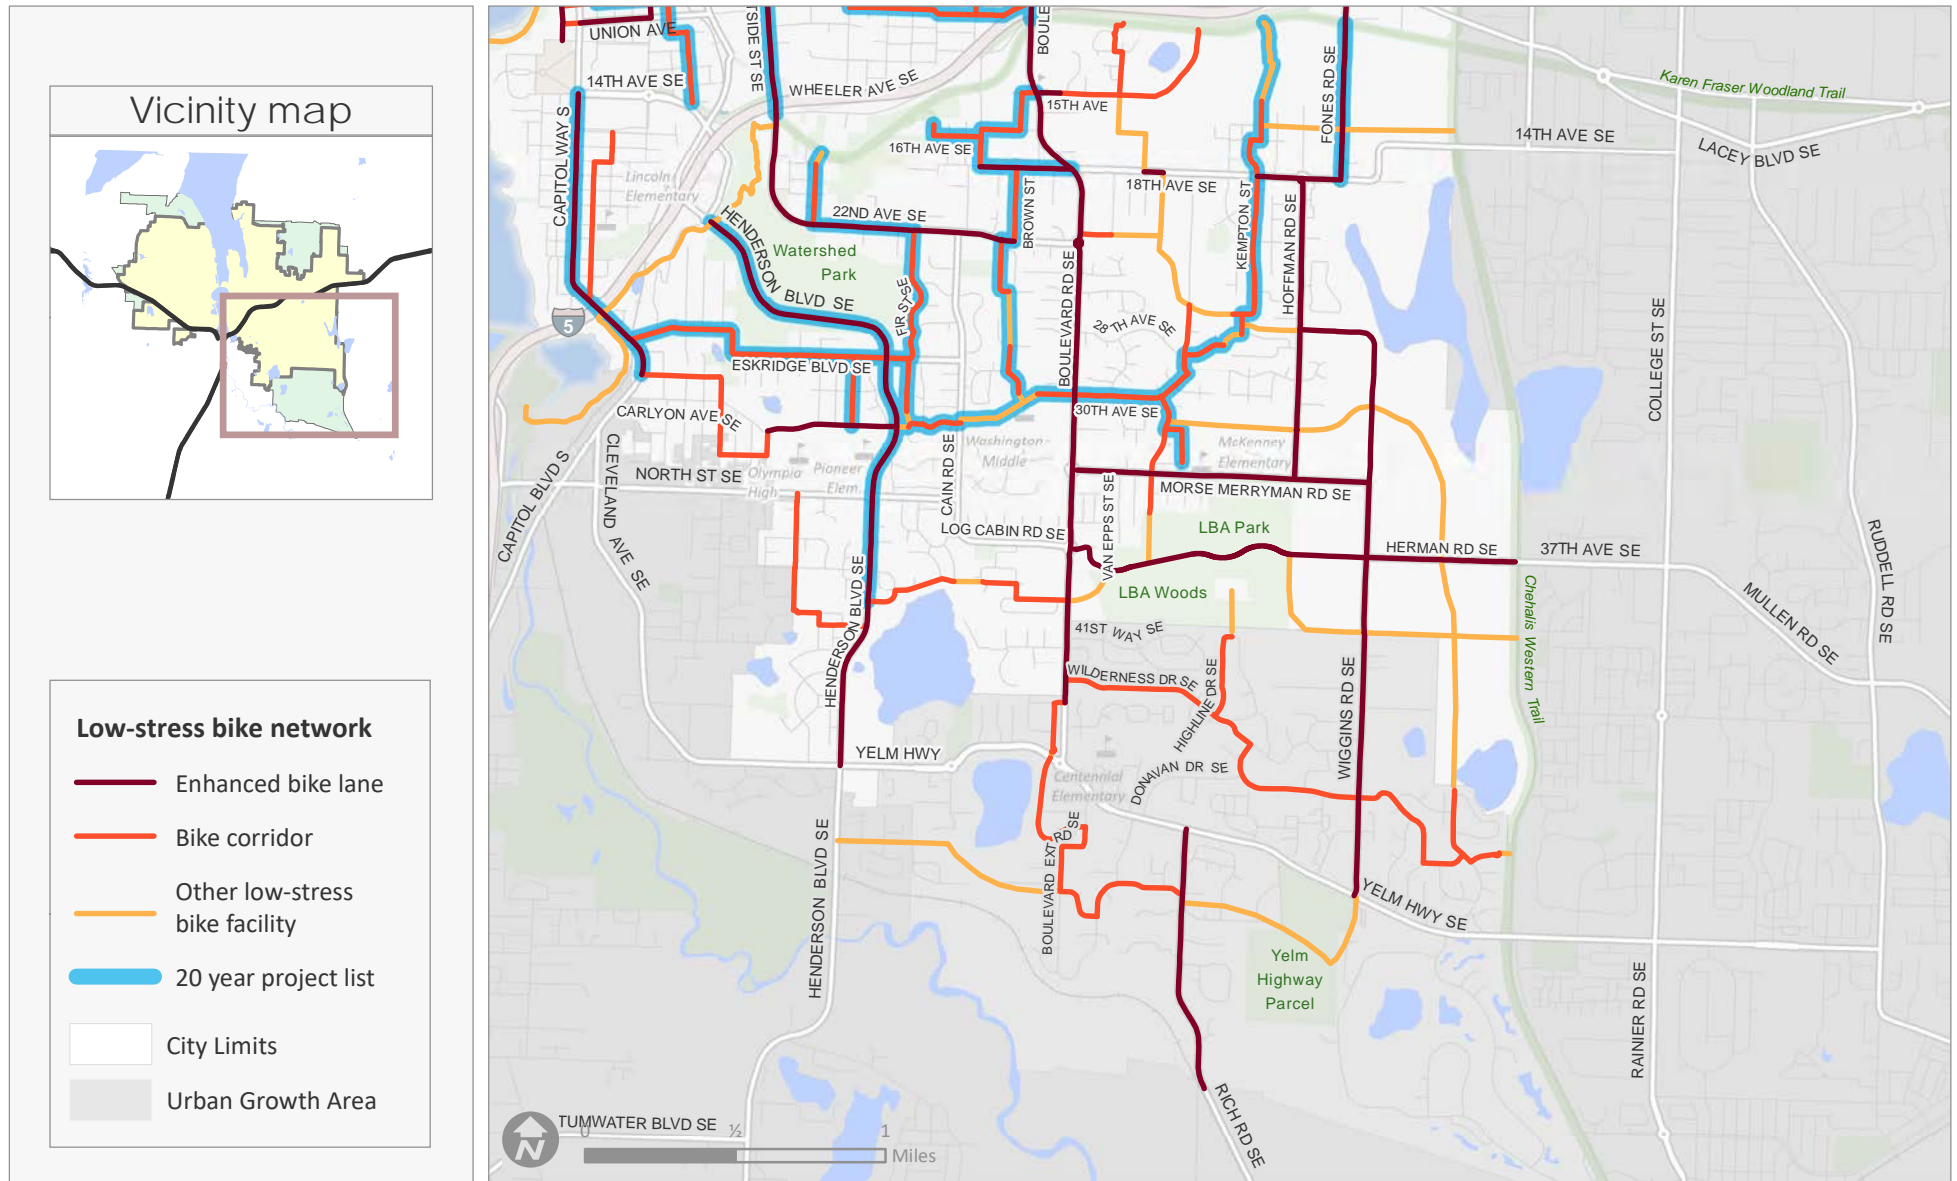 Vicinity map
Low-stress bike network
Enhanced bike lane
Bike corridor
Other low-stress
bike facility
20 year project list
City Limits
Urban Growth Area
UNION AVE
14TH AVE SE
CAPITOL WAY S
WHEELER AVE SE
BOULE
TSIDE ST SE
15TH AVE
16TH AVE SE
FONES RD SE
Karen Fraser Woodland Trail
14TH AVE SE
LACEY BLVD SE
Lincoln
Elementary
18TH AVE SE
22ND AVE SE
BROWN ST
KEMPTON ST
HOFFMAN RD SE
HENDERSON BLVD SE
Watershed
Park
FIR ST SE
BOULEVARD RD SE
28TH AVE SE
5
ESKRIDGE BLVD SE
COLLEGE ST SE
CARLYON AVE SE
30TH AVE SE
Washington
Middle
McKenney
Elementary
CLEVELAND AVE SE
CAPITOL BLVD S
NORTH ST SE
Olympia
High
Pioneer
Elem.
CAIN RD SE
VAN EPPS ST SE
MORSE MERRYMAN RD SE
LOG CABIN RD SE
LBA Park
HERMAN RD SE
37TH AVE SE
RUDDELL RD SE
LBA Woods
HENDERSON BLVD SE
41ST WAY SE
Chehalis Western Trail
MULLEN RD SE
HENDERSON BLVD SE
WILDERNESS DR SE
HIGHLINE DR SE
WIGGINS RD SE
YELM HWY
Centennial
Elementary
DONAVAN DR SE
HENDERSON BLVD SE
BOULEVARD EXT RD SE
YELM HWY SE
Yelm
Highway
Parcel
RAINIER RD SE
RICH RD SE
TUMWATER BLVD SE
N
0 ½ 1
Miles